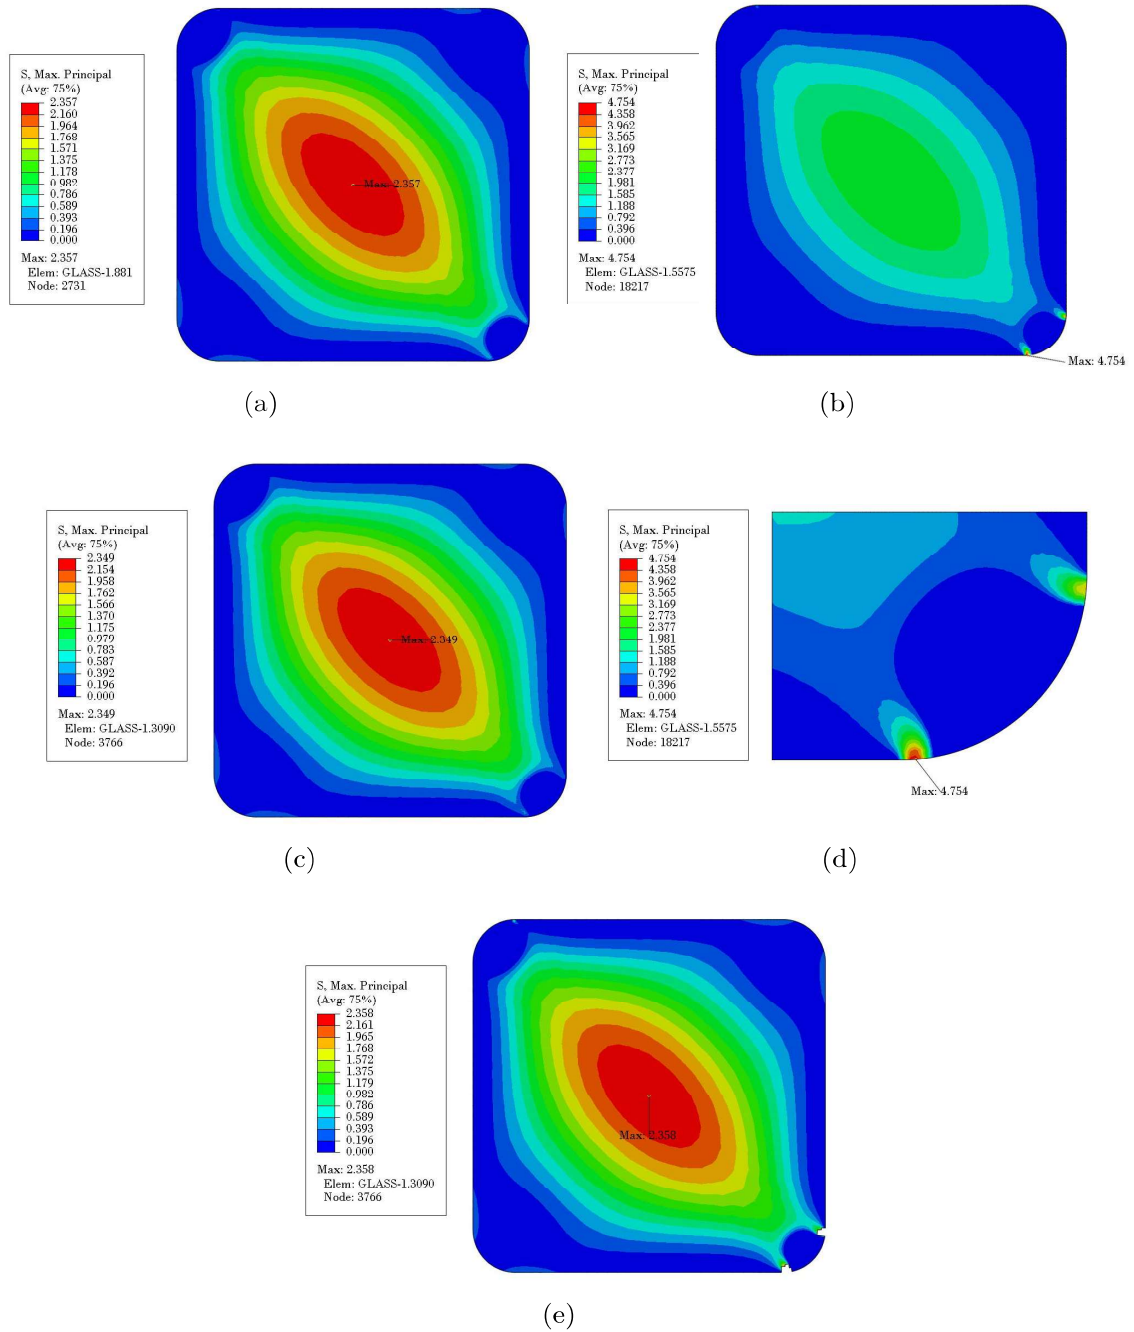 S, Max. Principal
(Avg: 75%)
2.357
2.160
1.964
1.768
1.571
1.375
1.178
0.982
0.786
0.589
0.393
0.196
0.000
Max: 2.357
Elem: GLASS-1.881
Node: 2731
Max: 2.357
(a)
S, Max. Principal
(Avg: 75%)
4.754
4.358
3.962
3.565
3.169
2.773
2.377
1.981
1.585
1.188
0.792
0.396
0.000
Max: 4.754
Elem: GLASS-1.5575
Node: 18217
Max: 4.754
(b)
S, Max. Principal
(Avg: 75%)
2.349
2.154
1.958
1.762
1.566
1.370
1.175
0.979
0.783
0.587
0.392
0.196
0.000
Max: 2.349
Elem: GLASS-1.3090
Node: 3766
Max: 2.349
(c)
S, Max. Principal
(Avg: 75%)
4.754
4.358
3.962
3.565
3.169
2.773
2.377
1.981
1.585
1.188
0.792
0.396
0.000
Max: 4.754
Elem: GLASS-1.5575
Node: 18217
Max: 4.754
(d)
S, Max. Principal
(Avg: 75%)
2.358
2.161
1.965
1.768
1.572
1.375
1.179
0.982
0.786
0.589
0.393
0.196
0.000
Max: 2.358
Elem: GLASS-1.3090
Node: 3766
Max: 2.358
(e)